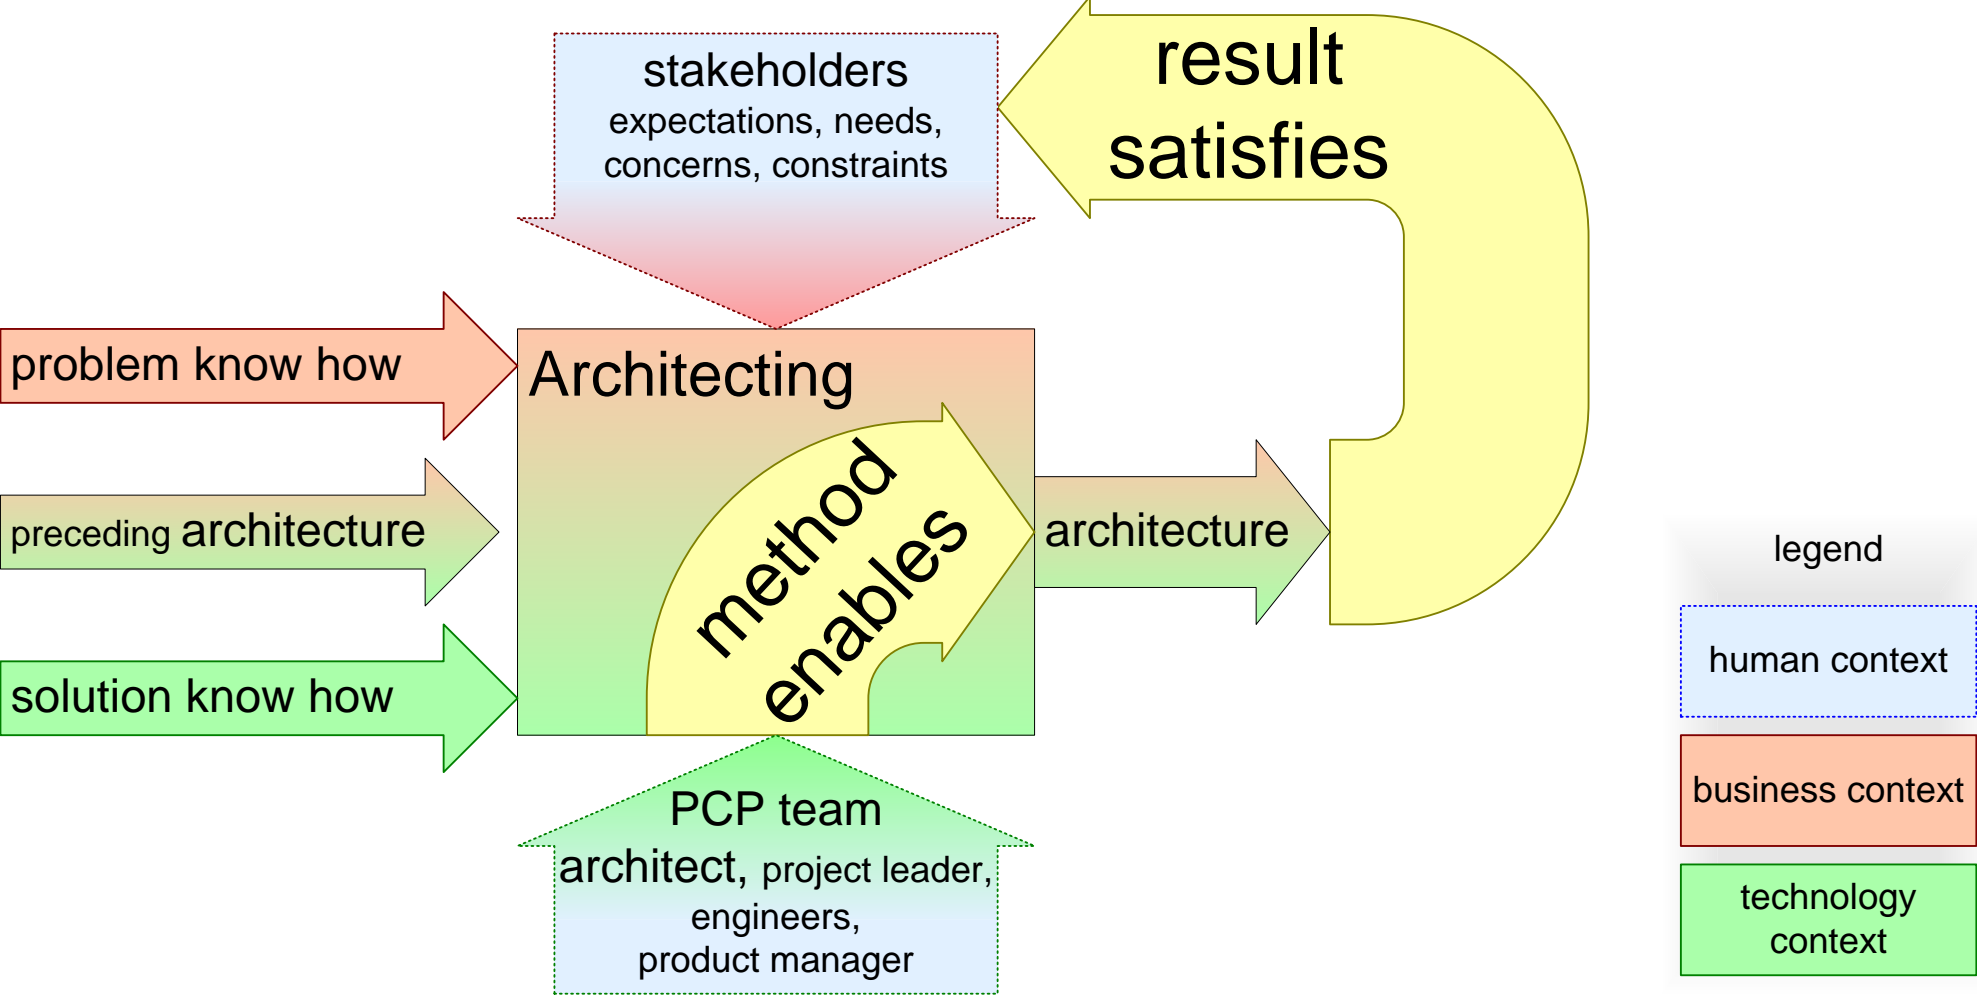 stakeholders
expectations, needs,
concerns, constraints
result
satisfies
problem know how
Architecting
preceding architecture
method
enables
architecture
solution know how
PCP team
architect, project leader,
engineers,
product manager
legend
human context
business context
technology
context